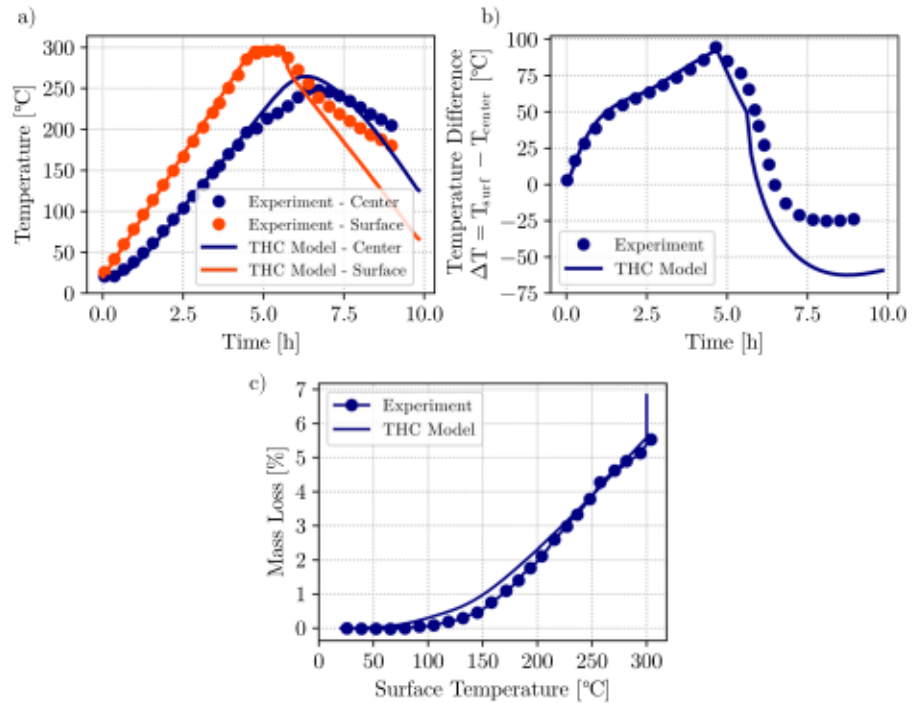 a)
Temperature [°C]
300
250
200
150
100
50
0
Experiment - Center
Experiment - Surface
THC Model - Center
THC Model - Surface
0.0 2.5 5.0 7.5 10.0
Time [h]
b)
Temperature Difference
ΔT = Tsurf − Tcenter [°C]
100
75
50
25
0
−25
−50
−75
Experiment
THC Model
0.0 2.5 5.0 7.5 10.0
Time [h]
c)
Mass Loss [%]
7
6
5
4
3
2
1
0
Experiment
THC Model
0 50 100 150 200 250 300
Surface Temperature [°C]